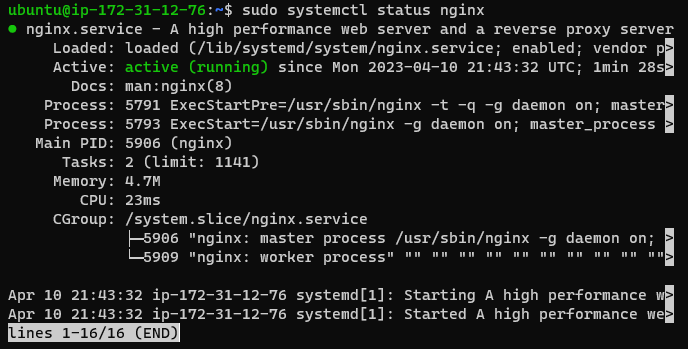 ubuntu@ip-172-31-12-76:~$ sudo systemctl status nginx
● nginx.service - A high performance web server and a reverse proxy server
Loaded: loaded (/lib/systemd/system/nginx.service; enabled; vendor p>
Active: active (running) since Mon 2023-04-10 21:43:32 UTC; 1min 28s>
Docs: man:nginx(8)
Process: 5791 ExecStartPre=/usr/sbin/nginx -t -q -g daemon on; master>
Process: 5793 ExecStart=/usr/sbin/nginx -g daemon on; master_process >
Main PID: 5906 (nginx)
Tasks: 2 (limit: 1141)
Memory: 4.7M
CPU: 23ms
CGroup: /system.slice/nginx.service
├─5906 "nginx: master process /usr/sbin/nginx -g daemon on; >
└─5909 "nginx: worker process" "" "" "" "" "" "" "" "" "" "">
Apr 10 21:43:32 ip-172-31-12-76 systemd[1]: Starting A high performance w>
Apr 10 21:43:32 ip-172-31-12-76 systemd[1]: Started A high performance we>
lines 1-16/16 (END)